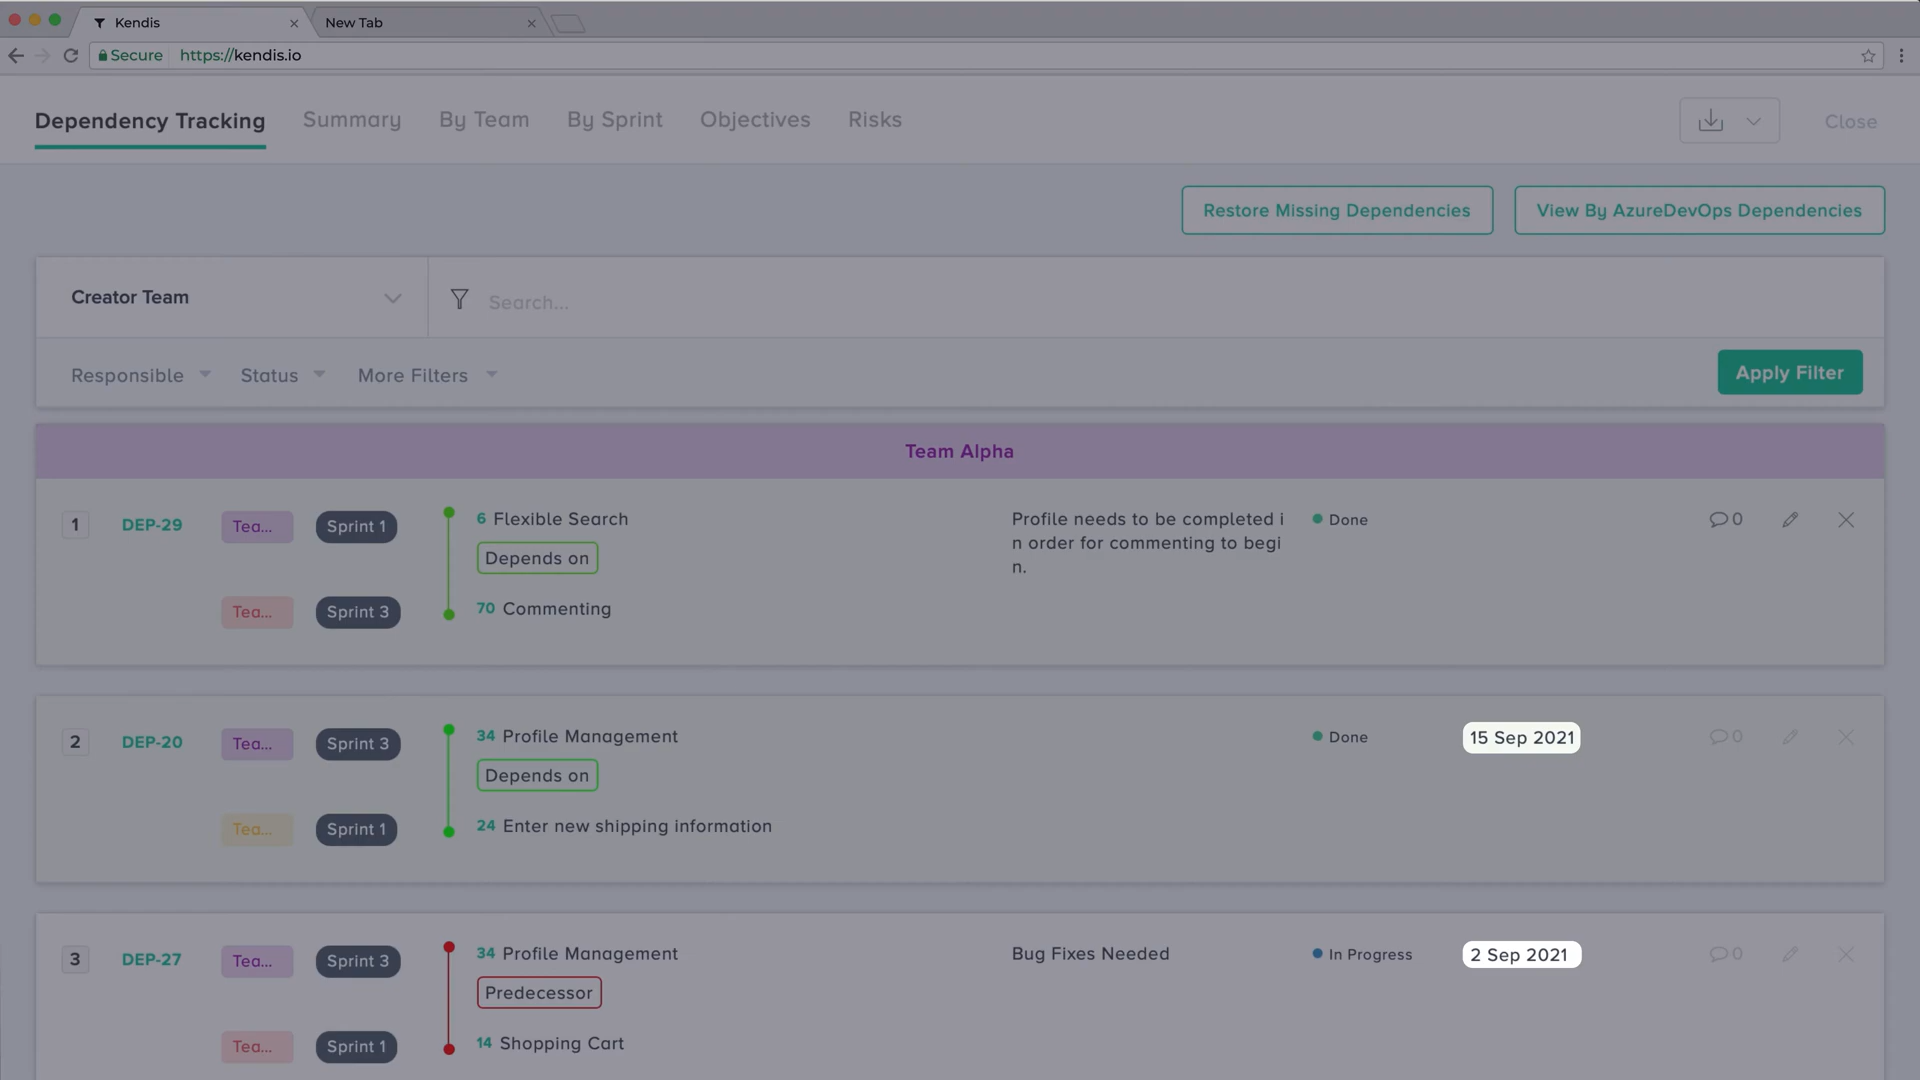 Kendis
New Tab
Secure https://kendis.io
Dependency Tracking Summary By Team By Sprint Objectives Risks Close
Restore Missing Dependencies View By AzureDevOps Dependencies
Creator Team Search...
Responsible Status More Filters Apply Filter
Team Alpha
1 DEP-29 Tea... Sprint 1 6 Flexible Search Profile needs to be completed i Done 0
n order for commenting to begi
Depends on
n.
Tea... Sprint 3 70 Commenting
2 DEP-20 Tea... Sprint 3 34 Profile Management Done 15 Sep 2021 0
Depends on
Tea... Sprint 1 24 Enter new shipping information
3 DEP-27 Tea... Sprint 3 34 Profile Management Bug Fixes Needed In Progress 2 Sep 2021 0
Predecessor
Tea... Sprint 1 14 Shopping Cart